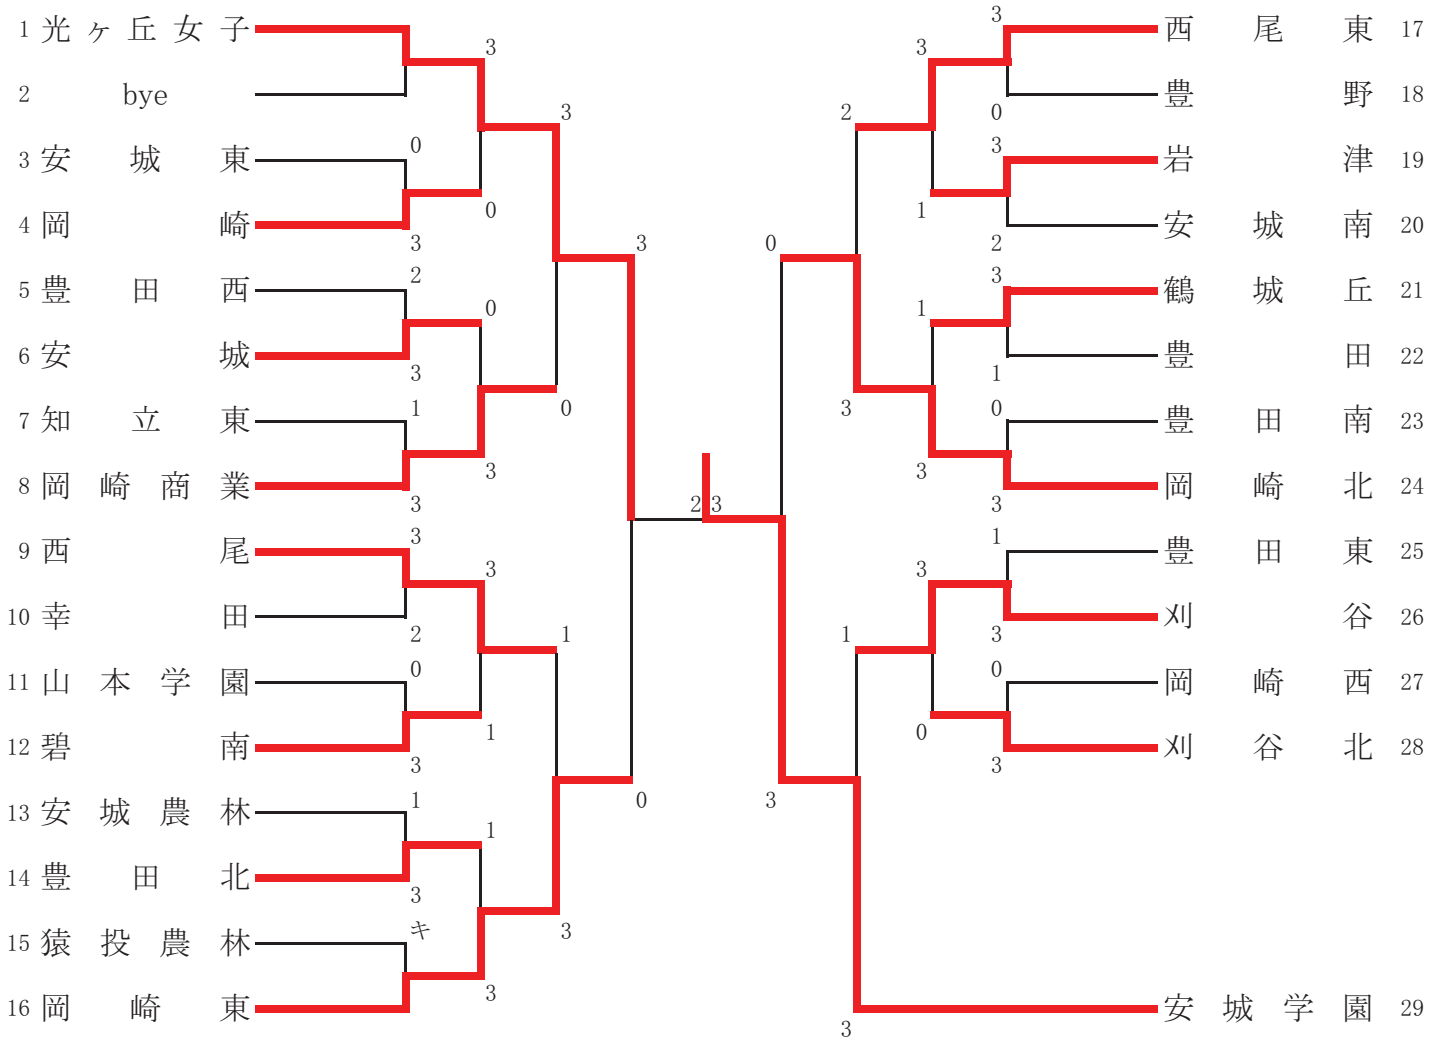 1 光ヶ丘女子
2 bye
3 安城東
4 岡崎
5 豊田西
6 安城
7 知立東
8 岡崎商業
9 西尾
10 幸田
11 山本学園
12 碧南
13 安城農林
14 豊田北
15 猿投農林
16 岡崎東
0
3
2
3
1
3
3
2
0
3
1
3
キ
3
0
0
3
3
1
1
3
3
0
1
3
3
0
2 3
0
3
2
3
1
3
3
1
1
3
3
0
3
0
3
2
3
1
0
3
1
3
0
3
西尾東 17
豊野 18
岩津 19
安城南 20
鶴城丘 21
豊田 22
豊田南 23
岡崎北 24
豊田東 25
刈谷 26
岡崎西 27
刈谷北 28
安城学園 29